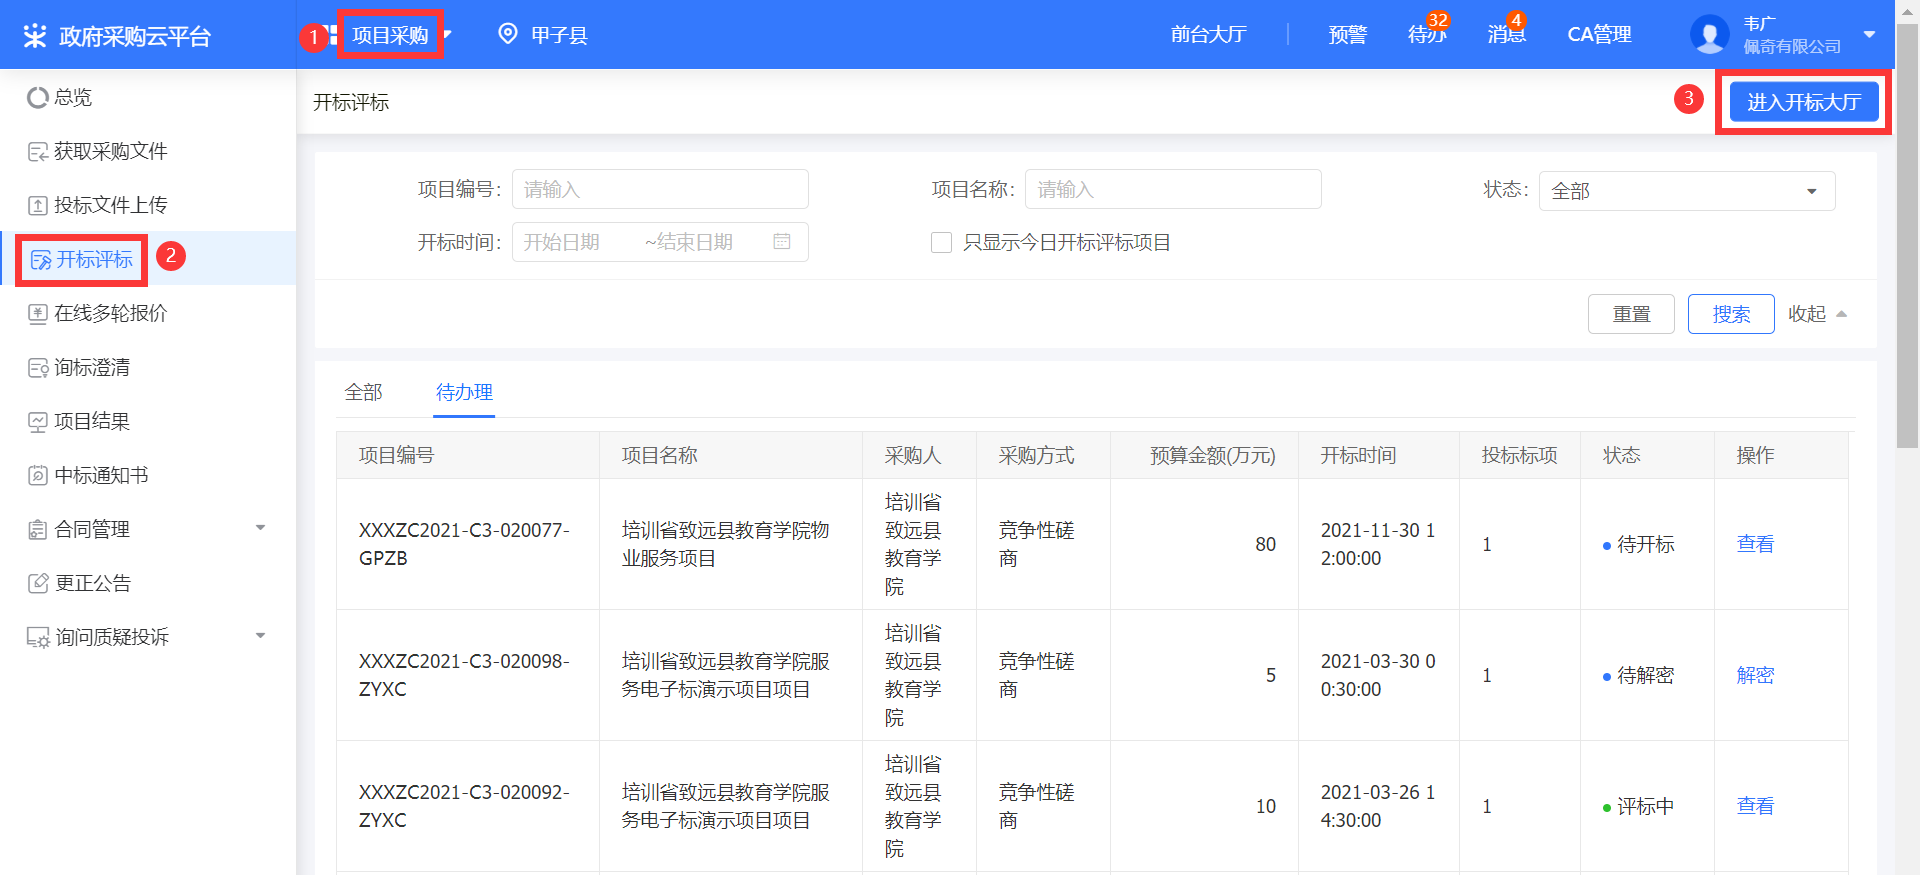 政府采购云平台
1
项目采购
甲子县
前台大厅
预警
待办
32
消息
4
CA管理
韦广
佩奇有限公司
总览
获取采购文件
投标文件上传
开标评标
2
在线多轮报价
询标澄清
项目结果
中标通知书
合同管理
更正公告
询问质疑投诉
开标评标
3
进入开标大厅
项目编号：
请输入
项目名称：
请输入
状态：
全部
开标时间：
开始日期
~结束日期
只显示今日开标评标项目
重置
搜索
收起
全部
待办理
项目编号
项目名称
采购人
采购方式
预算金额(万元)
开标时间
投标标项
状态
操作
XXXZC2021-C3-020077-
GPZB
培训省致远县教育学院物
业服务项目
培训省
致远县
教育学
院
竞争性磋
商
80
2021-11-30 1
2:00:00
1
待开标
查看
XXXZC2021-C3-020098-
ZYXC
培训省致远县教育学院服
务电子标演示项目项目
培训省
致远县
教育学
院
竞争性磋
商
5
2021-03-30 0
0:30:00
1
待解密
解密
XXXZC2021-C3-020092-
ZYXC
培训省致远县教育学院服
务电子标演示项目项目
培训省
致远县
教育学
院
竞争性磋
商
10
2021-03-26 1
4:30:00
1
评标中
查看